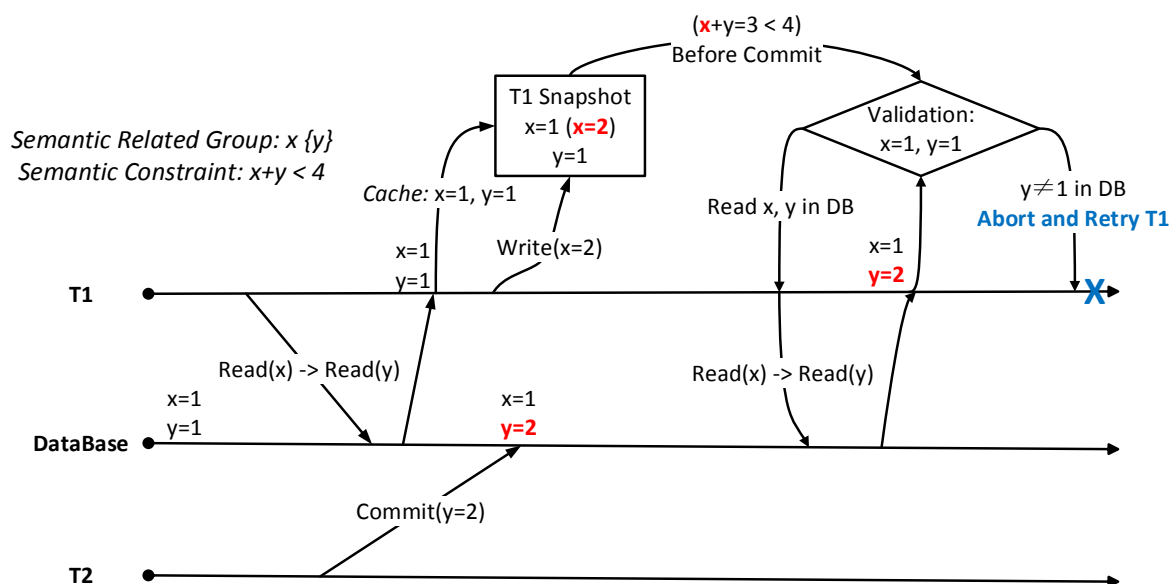 (x+y=3 < 4)
Before Commit
T1 Snapshot
x=1 (x=2)
y=1
Validation:
x=1, y=1
Semantic Related Group: x {y}
Semantic Constraint: x+y < 4
Cache: x=1, y=1
Read x, y in DB
y≠1 in DB
Abort and Retry T1
Write(x=2)
x=1
y=1
x=1
y=2
T1
X
Read(x) -> Read(y)
Read(x) -> Read(y)
x=1
y=1
x=1
y=2
DataBase
Commit(y=2)
T2